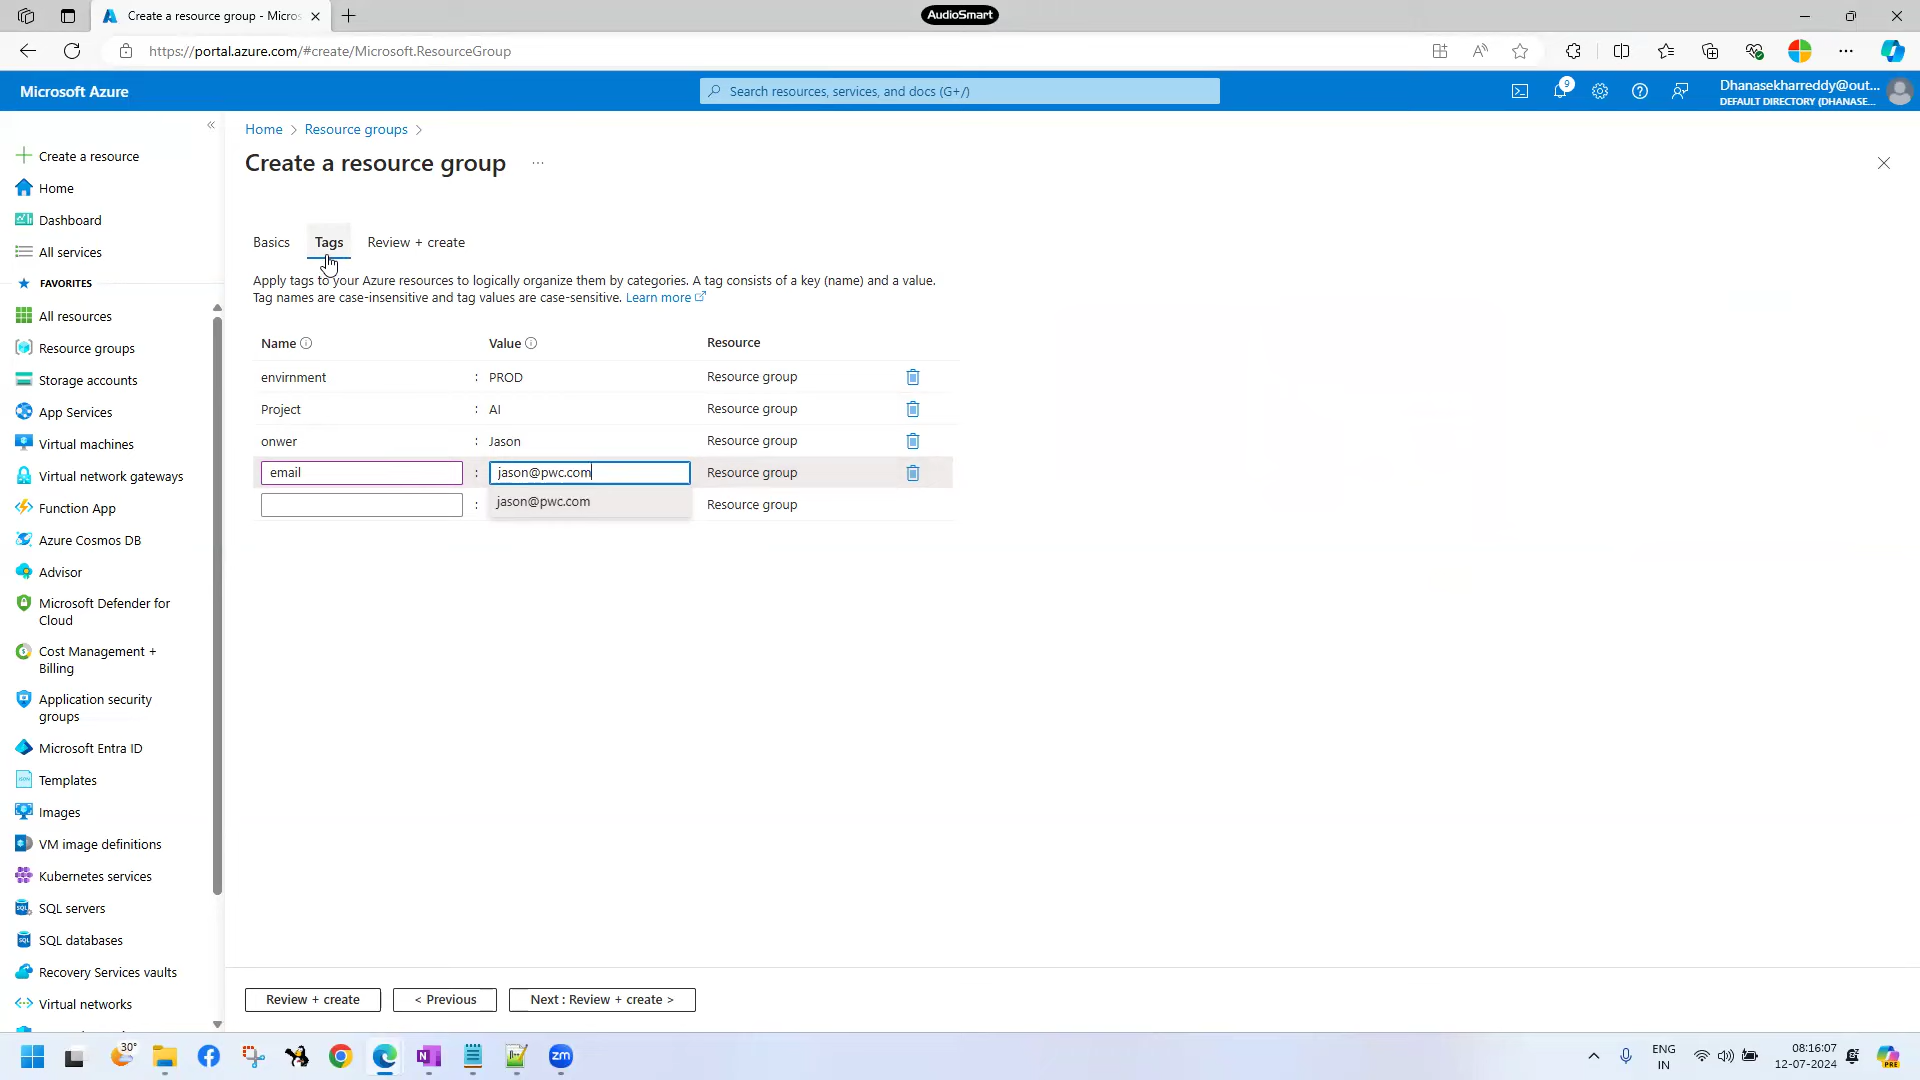 Create a resource group - Micros
AudioSmart
https://portal.azure.com/#create/Microsoft.ResourceGroup
Microsoft Azure
Search resources, services, and docs (G+/)
9
Dhanasekharreddy@out...
DEFAULT DIRECTORY (DHANASE...
Create a resource
Home
Dashboard
All services
FAVORITES
All resources
Resource groups
Storage accounts
App Services
Virtual machines
Virtual network gateways
Function App
Azure Cosmos DB
Advisor
Microsoft Defender for
Cloud
Cost Management +
Billing
Application security
groups
Microsoft Entra ID
Templates
Images
VM image definitions
Kubernetes services
SQL servers
SQL databases
Recovery Services vaults
Virtual networks
Home > Resource groups >
Create a resource group ...
Basics Tags Review + create
Apply tags to your Azure resources to logically organize them by categories. A tag consists of a key (name) and a value.
Tag names are case-insensitive and tag values are case-sensitive. Learn more
Name Value Resource
envirnment : PROD Resource group
Project : AI Resource group
onwer : Jason Resource group
email : jason@pwc.com Resource group
: jason@pwc.com Resource group
Review + create < Previous Next : Review + create >
30°
zm
ENG
IN
08:16:07
12-07-2024
PRE